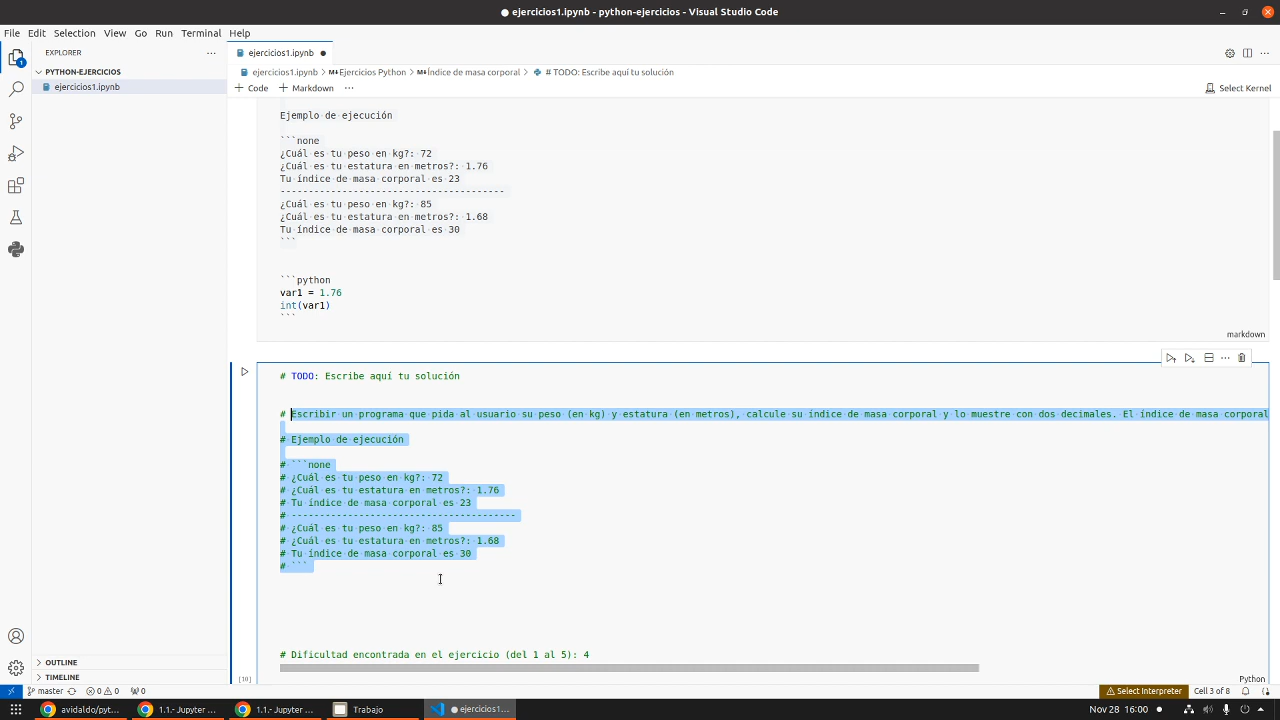 ● ejercicios1.ipynb - python-ejercicios - Visual Studio Code
File Edit Selection View Go Run Terminal Help
EXPLORER
ejercicios1.ipynb ●
PYTHON-EJERCICIOS
ejercicios1.ipynb > M↓Ejercicios Python > M↓Índice de masa corporal > # TODO: Escribe aquí tu solución
ejercicios1.ipynb
+ Code + Markdown ···
Select Kernel
Ejemplo de ejecución
```none
¿Cuál es tu peso en kg?: 72
¿Cuál es tu estatura en metros?: 1.76
Tu índice de masa corporal es 23
----------------------------------------
¿Cuál es tu peso en kg?: 85
¿Cuál es tu estatura en metros?: 1.68
Tu índice de masa corporal es 30
```
```python
var1 = 1.76
int(var1)
```
markdown
# TODO: Escribe aquí tu solución
# Escribir un programa que pida al usuario su peso (en kg) y estatura (en metros), calcule su índice de masa corporal y lo muestre con dos decimales. El índice de masa corporal
# Ejemplo de ejecución
# ```none
# ¿Cuál es tu peso en kg?: 72
# ¿Cuál es tu estatura en metros?: 1.76
# Tu índice de masa corporal es 23
# ----------------------------------------
# ¿Cuál es tu peso en kg?: 85
# ¿Cuál es tu estatura en metros?: 1.68
# Tu índice de masa corporal es 30
# ```
# Dificultad encontrada en el ejercicio (del 1 al 5): 4
[10]
Python
OUTLINE
TIMELINE
master 0 0 0
Select Interpreter Cell 3 of 8
avidaldo/pyt... 1.1.- Jupyter ... 1.1.- Jupyter ... Trabajo ● ejercicios1... Nov 28 16:00